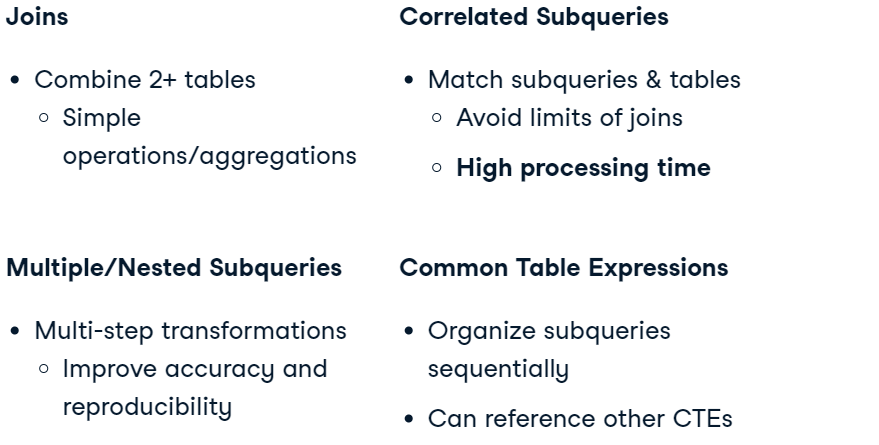 Joins
• Combine 2+ tables
○ Simple
operations/aggregations
Correlated Subqueries
• Match subqueries & tables
○ Avoid limits of joins
○ High processing time
Multiple/Nested Subqueries
• Multi-step transformations
○ Improve accuracy and
reproducibility
Common Table Expressions
• Organize subqueries
sequentially
• Can reference other CTEs